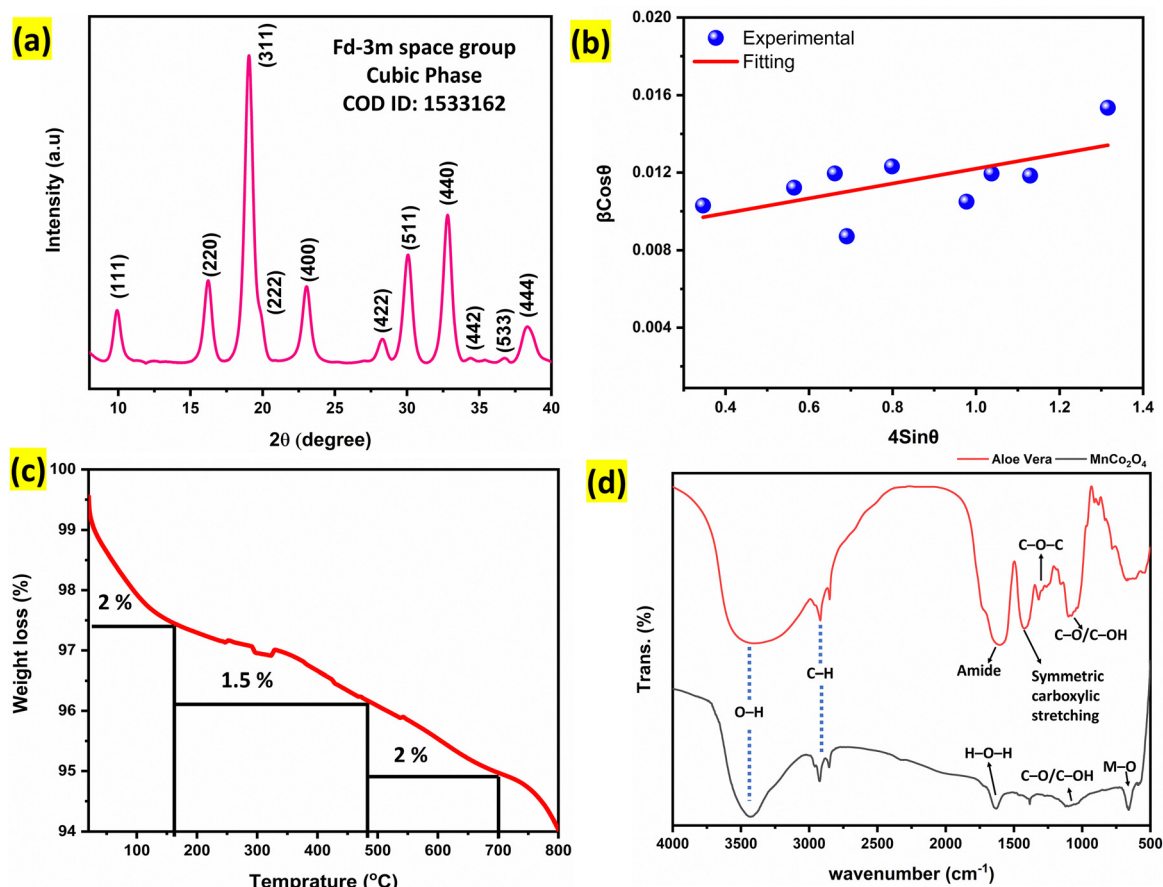 (a)
Fd-3m space group
Cubic Phase
COD ID: 1533162
(111)
(220)
(311)
(222)
(400)
(422)
(511)
(440)
(442)
(533)
(444)
Intensity (a.u)
10
15
20
25
30
35
40
2θ (degree)
(b)
Experimental
Fitting
0.020
0.016
0.012
0.008
0.004
βCosθ
0.4
0.6
0.8
1.0
1.2
1.4
4Sinθ
(c)
100
99
98
97
96
95
94
Weight loss (%)
2 %
1.5 %
2 %
100
200
300
400
500
600
700
800
Temprature (°C)
(d)
Aloe Vera
MnCo₂O₄
Trans. (%)
O–H
C–H
Amide
C–O–C
C–O/C–OH
Symmetric
carboxylic
stretching
H–O–H
C–O/C–OH
M–O
4000
3500
3000
2500
2000
1500
1000
500
wavenumber (cm⁻¹)